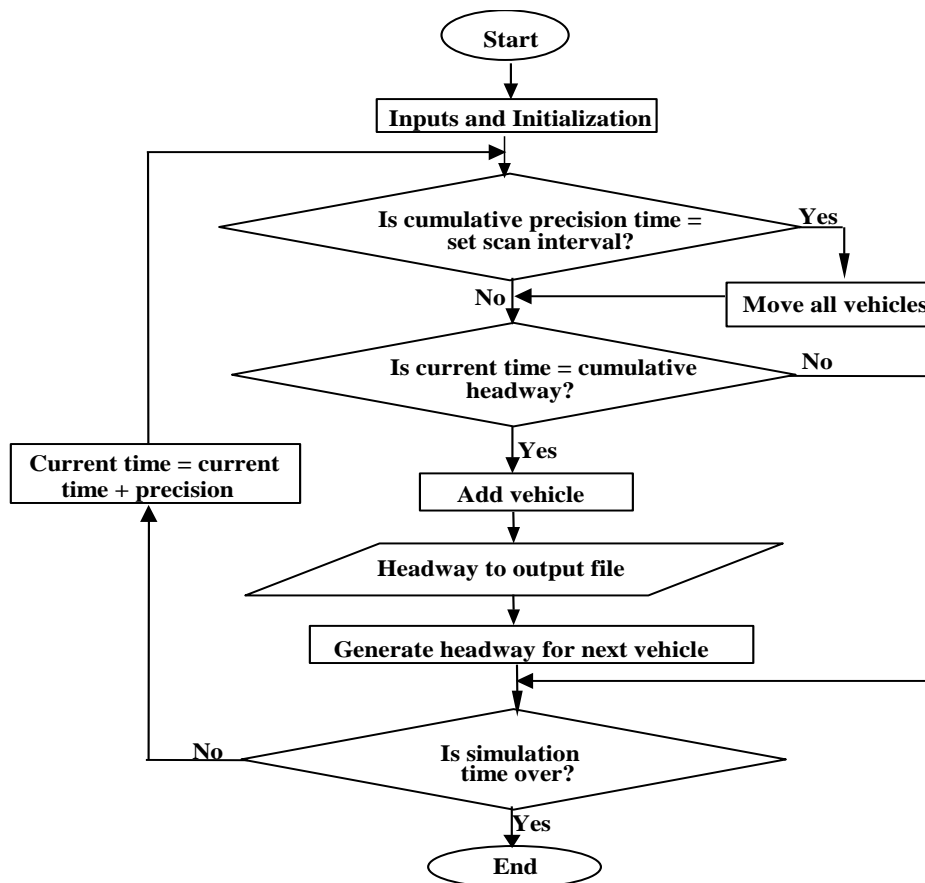 Start
Inputs and Initialization
Is cumulative precision time =
set scan interval?
Yes
No
Move all vehicles
Is current time = cumulative
headway?
No
Yes
Current time = current
time + precision
Add vehicle
Headway to output file
Generate headway for next vehicle
No
Is simulation
time over?
Yes
End